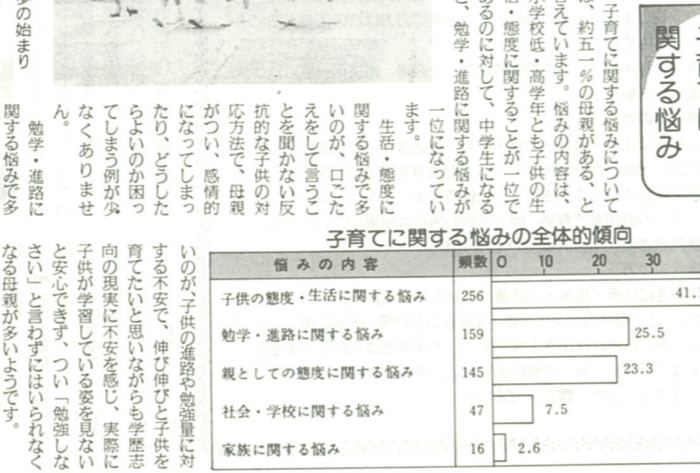 関する悩み
子育てに関する悩みについて
は、約五一%の母親がある、と
答えています。悩みの内容は、
小学校低・高学年とも子供の生
活・態度に関することが一位で
あるのに対して、中学生になる
と、勉学・進路に関する悩みが
一位になってい
ます。
生活・態度に
関する悩みで多
いのが、口ごた
えをして言うこ
とを聞かない反
抗的な子供の対
応方法で、母親
がつい、感情的
になってしまっ
たり、どうした
らよいのか困っ
てしまう例が少
なくありませ
ん。
勉学・進路に
関する悩みで多
いのが、子供の進路や勉強量に対
する不安で、伸び伸びと子供を
育てたいと思いながらも学歴志
向の現実に不安を感じ、実際に
子供が学習している姿を見ない
と安心できず、つい「勉強しな
さい」と言わずにはいられなく
なる母親が多いようです。
の始まり
子育てに関する悩みの全体的傾向
悩みの内容 頻数 0 10 20 30
子供の態度・生活に関する悩み 256 41.
勉学・進路に関する悩み 159 25.5
親としての態度に関する悩み 145 23.3
社会・学校に関する悩み 47 7.5
家族に関する悩み 16 2.6